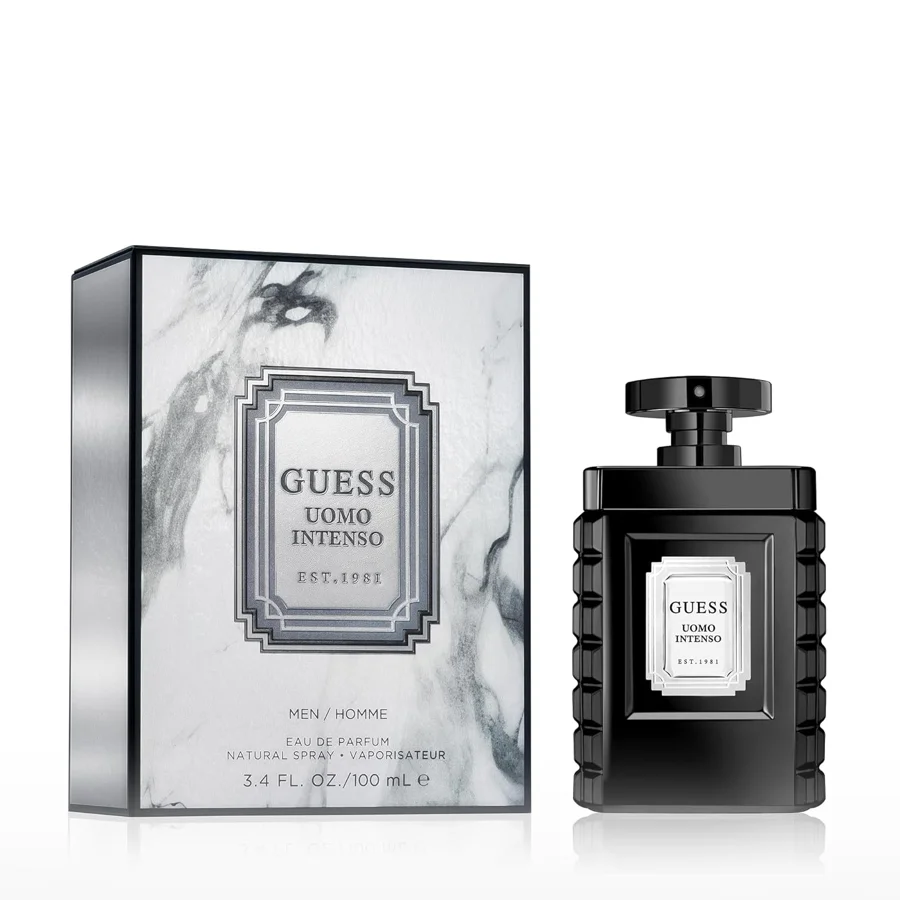 GUESS
UOMO
INTENSO
EST.1981
MEN / HOMME
EAU DE PARFUM
NATURAL SPRAY • VAPORISATEUR
3.4 FL. OZ./100 mL ℮
GUESS
UOMO
INTENSO
EST.1981